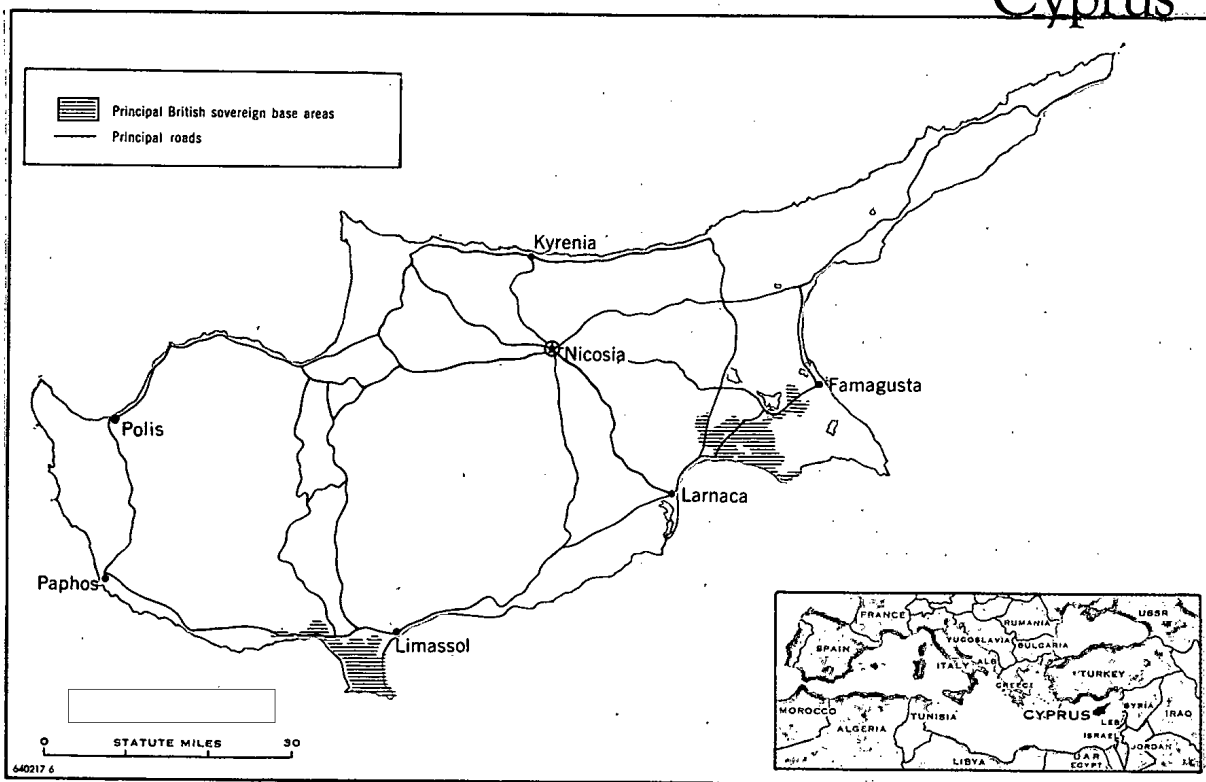 Cyprus
Principal British sovereign base areas
Principal roads
Kyrenia
Nicosia
Famagusta
Polis
Larnaca
Paphos
Limassol
0 STATUTE MILES 30
640217 6
FRANCE
USSR
RUMANIA
YUGOSLAVIA
BULGARIA
SPAIN
ITALY
ALB
GREECE
TURKEY
MOROCCO
ALGERIA
TUNISIA
CYPRUS
SYRIA
IRAQ
LEB
ISRAEL
JORDAN
LIBYA
UAR
EGYPT